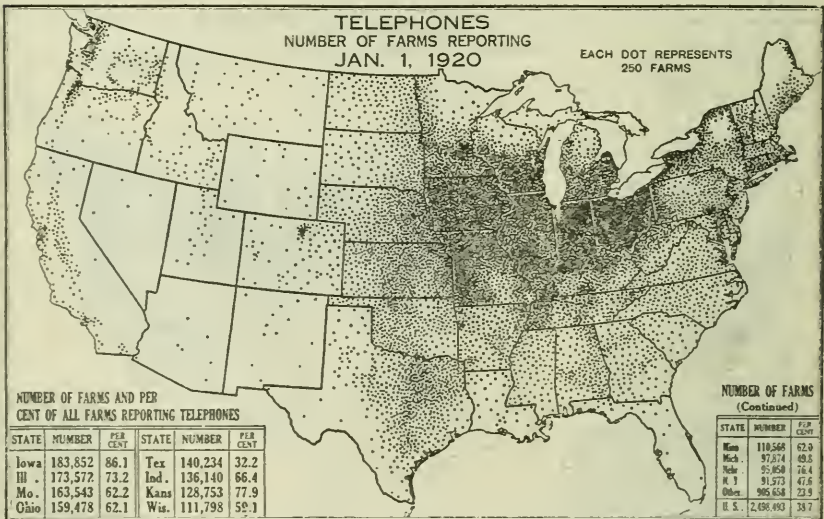 TELEPHONES
NUMBER OF FARMS REPORTING
JAN. 1, 1920
EACH DOT REPRESENTS
250 FARMS
NUMBER OF FARMS AND PER
CENT OF ALL FARMS REPORTING TELEPHONES
STATE NUMBER PER CENT STATE NUMBER PER CENT
Iowa 183,852 86.1 Tex 140,234 32.2
Ill. 173,572 73.2 Ind. 136,140 66.4
Mo. 163,543 62.2 Kans 128,753 77.9
Ohio 159,478 62.1 Wis. 111,798 59.1
NUMBER OF FARMS
(Continued)
STATE NUMBER PER CENT
Minn 110,568 62.0
Mich. 97,874 49.8
Nebr. 95,050 76.4
N. Y 91,973 47.6
Other. 905,658 23.9
U. S. . 2,498,493 38.7